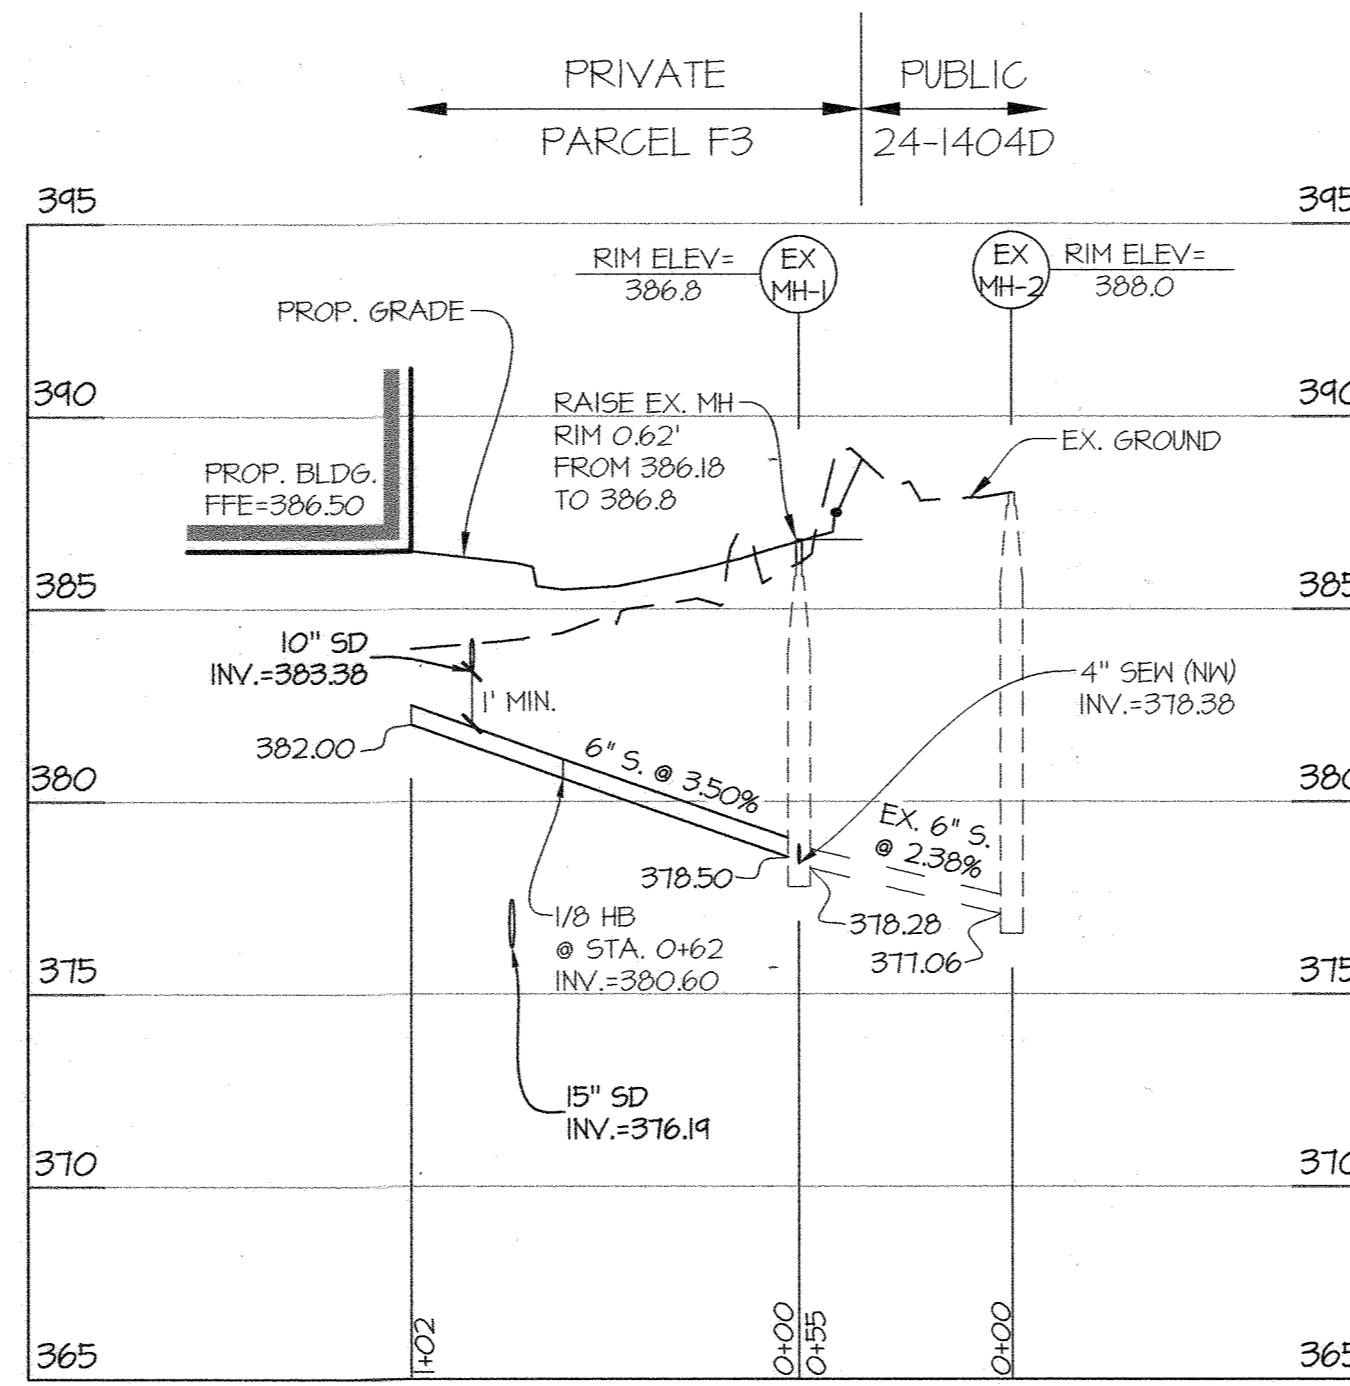 PRIVATE PUBLIC
PARCEL F3 24-1404D
395 395
RIM ELEV=
386.8
EX
MH-1
EX
MH-2
RIM ELEV=
388.0
PROP. GRADE
390 390
RAISE EX. MH
RIM 0.62'
FROM 386.18
TO 386.8
EX. GROUND
PROP. BLDG.
FFE=386.50
385 385
10" SD
INV.=383.38
1' MIN.
4" SEW (NW)
INV.=378.38
382.00
6" S. @ 3.50%
380 380
EX. 6" S.
@ 2.38%
378.50
378.28
377.06
1/8 HB
@ STA. 0+62
INV.=380.60
375 375
15" SD
INV.=376.19
370 370
1+02
0+00
0+55
0+00
365 365